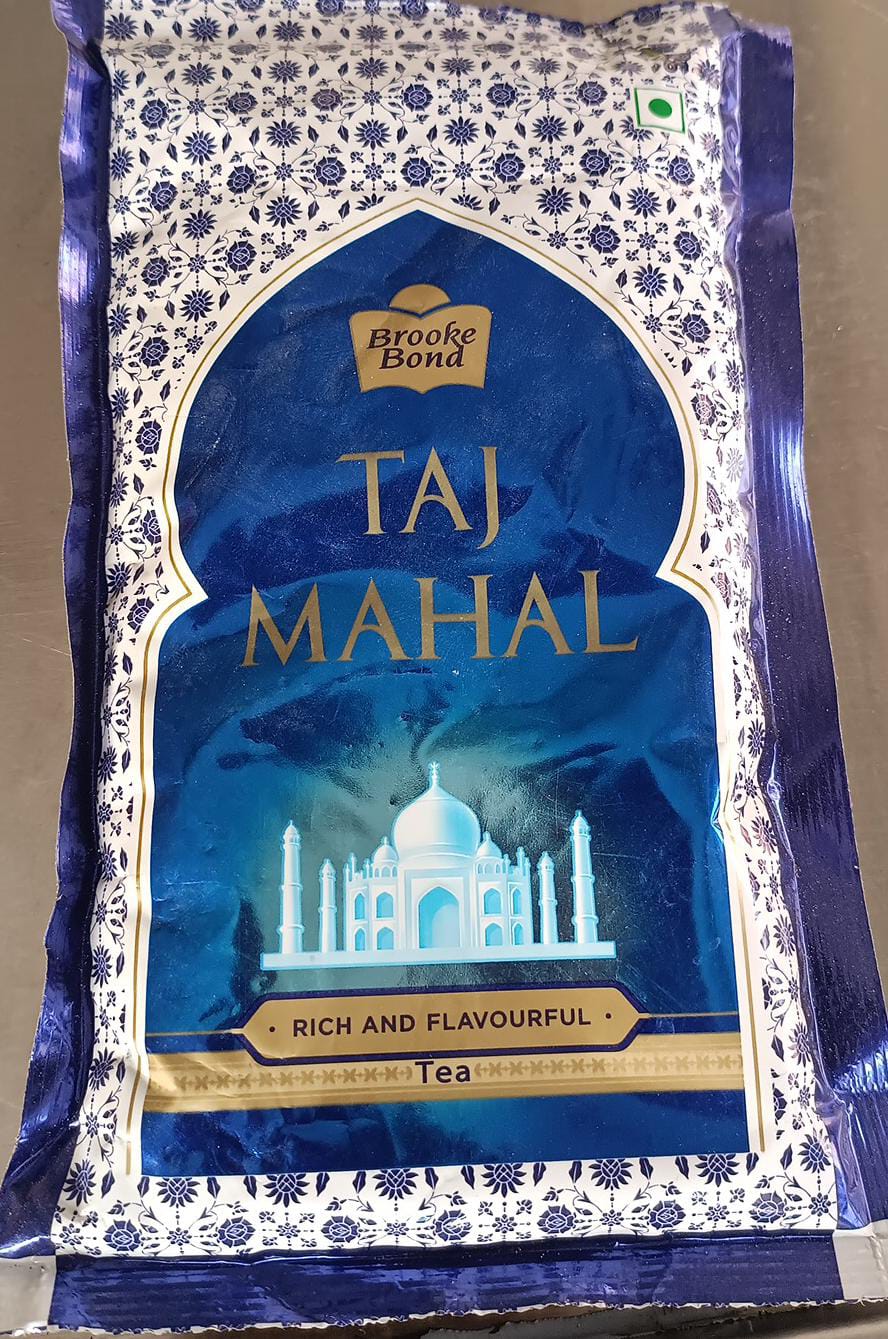 Brooke
Bond
TAJ
MAHAL
• RICH AND FLAVOURFUL •
Tea